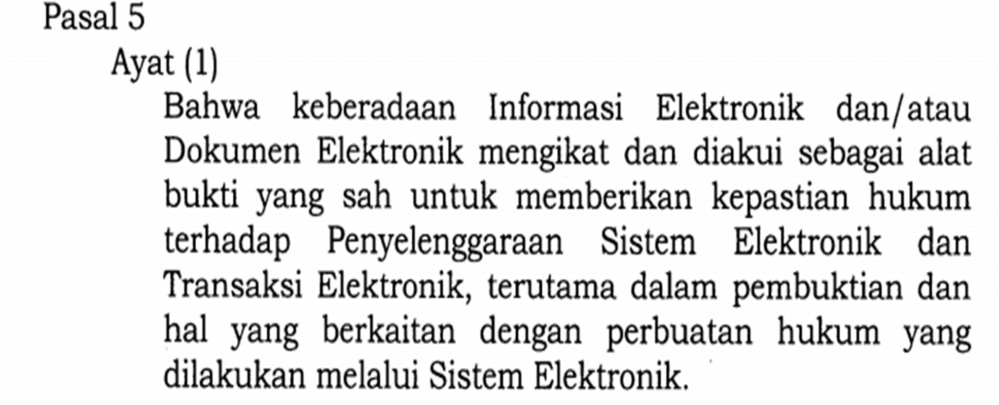 Pasal 5
Ayat (1)
Bahwa keberadaan Informasi Elektronik dan/atau
Dokumen Elektronik mengikat dan diakui sebagai alat
bukti yang sah untuk memberikan kepastian hukum
terhadap Penyelenggaraan Sistem Elektronik dan
Transaksi Elektronik, terutama dalam pembuktian dan
hal yang berkaitan dengan perbuatan hukum yang
dilakukan melalui Sistem Elektronik.